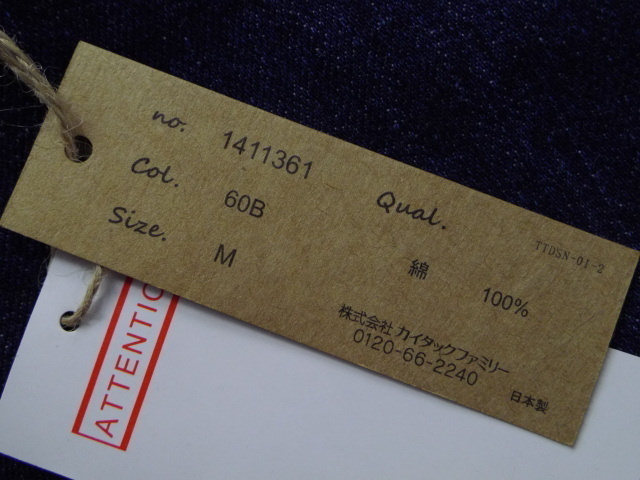 no. 1411361
Col. 60B
Size. M
Qual.
綿 100%
TTDSN-01-2
株式会社 カイタックファミリー
0120-66-2240
日本製
ATTENTIO